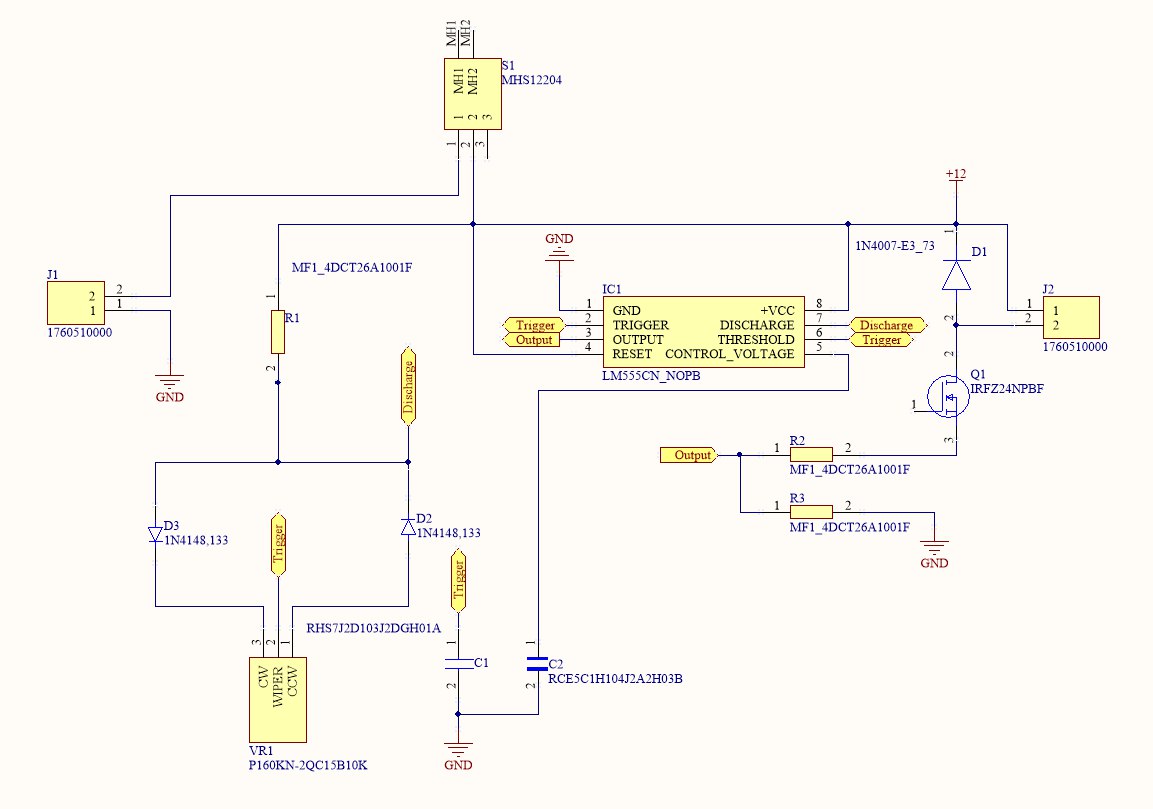 MH1
MH2
S1
MHS12204
MH1
MH2
1
2
3
1
2
3
+12
GND
1N4007-E3_73
1
D1
2
J1
2
1
2
1
1760510000
GND
MF1_4DCT26A1001F
1
R1
2
IC1
1
2
3
4
GND
TRIGGER
OUTPUT
RESET
+VCC
DISCHARGE
THRESHOLD
CONTROL_VOLTAGE
8
7
6
5
Trigger
Output
Discharge
Trigger
LM555CN_NOPB
J2
1
2
1
2
1760510000
Discharge
2
Q1
IRFZ24NPBF
1
3
Output
1
R2
2
MF1_4DCT26A1001F
1
R3
2
MF1_4DCT26A1001F
GND
D3
1N4148,133
Trigger
D2
1N4148,133
Trigger
RHS7J2D103J2DGH01A
3
2
1
CW
WIPER
CCW
VR1
P160KN-2QC15B10K
1
C1
2
1
C2
RCE5C1H104J2A2H03B
2
GND